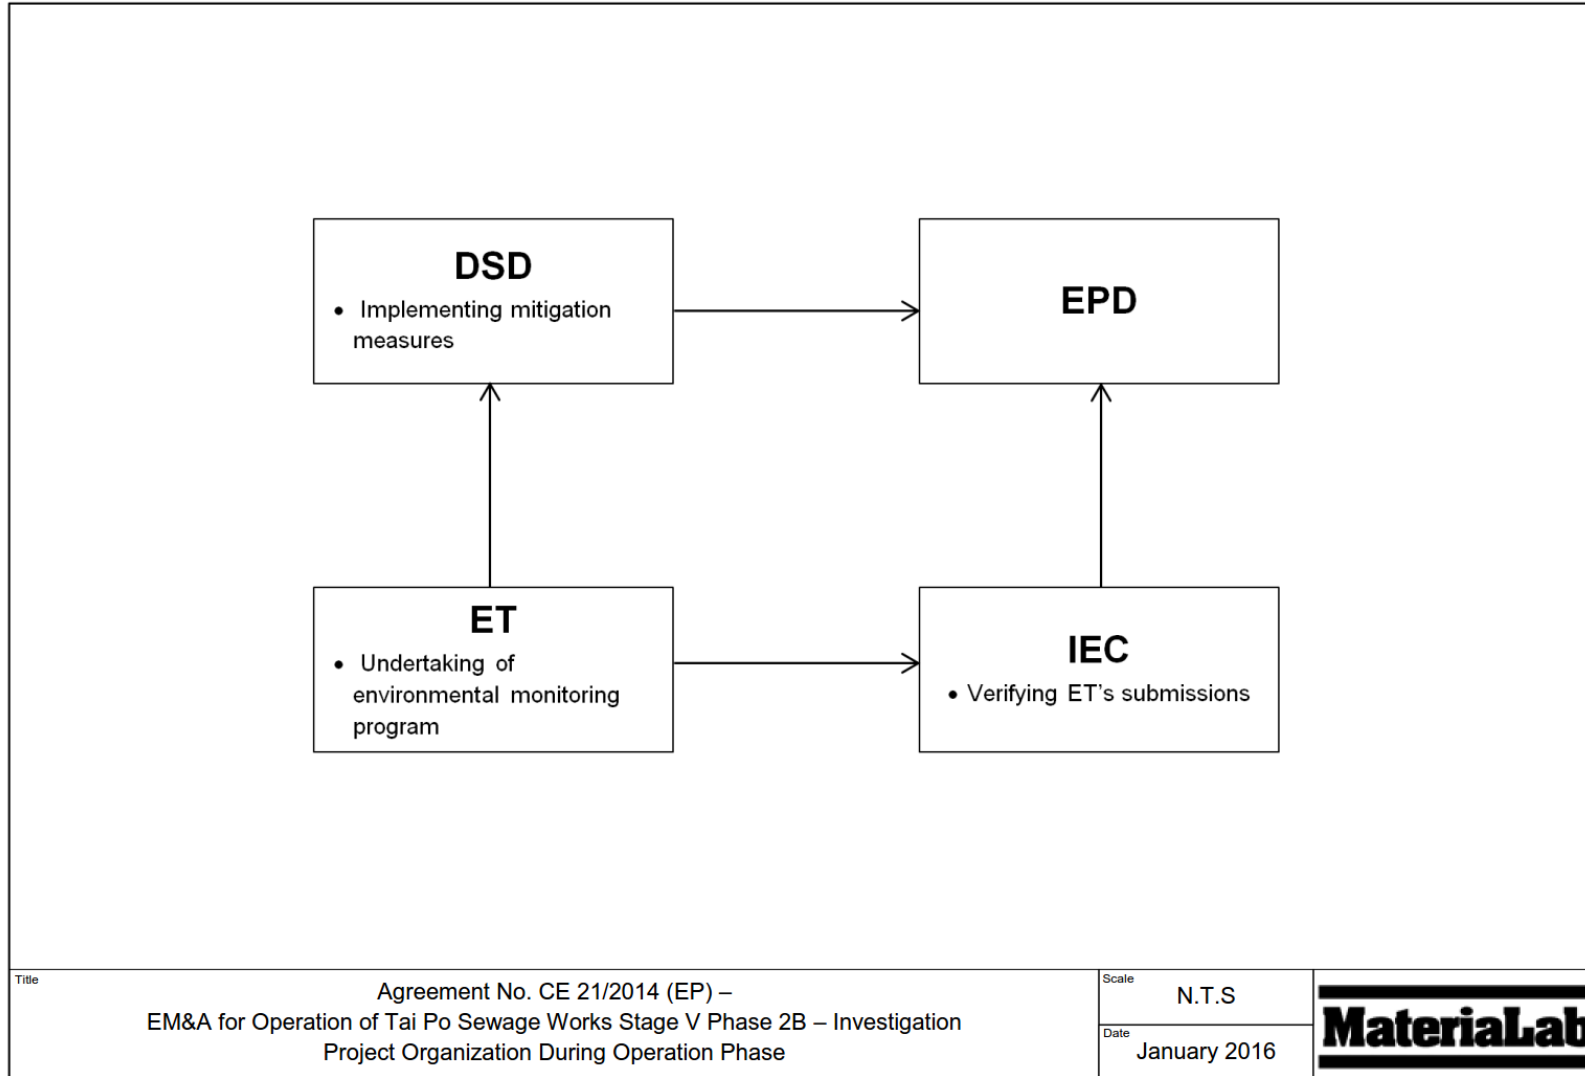 DSD
• Implementing mitigation
measures
EPD
ET
• Undertaking of
environmental monitoring
program
IEC
• Verifying ET's submissions
Title
Agreement No. CE 21/2014 (EP) –
EM&A for Operation of Tai Po Sewage Works Stage V Phase 2B – Investigation
Project Organization During Operation Phase
Scale
N.T.S
Date
January 2016
MateriaLab